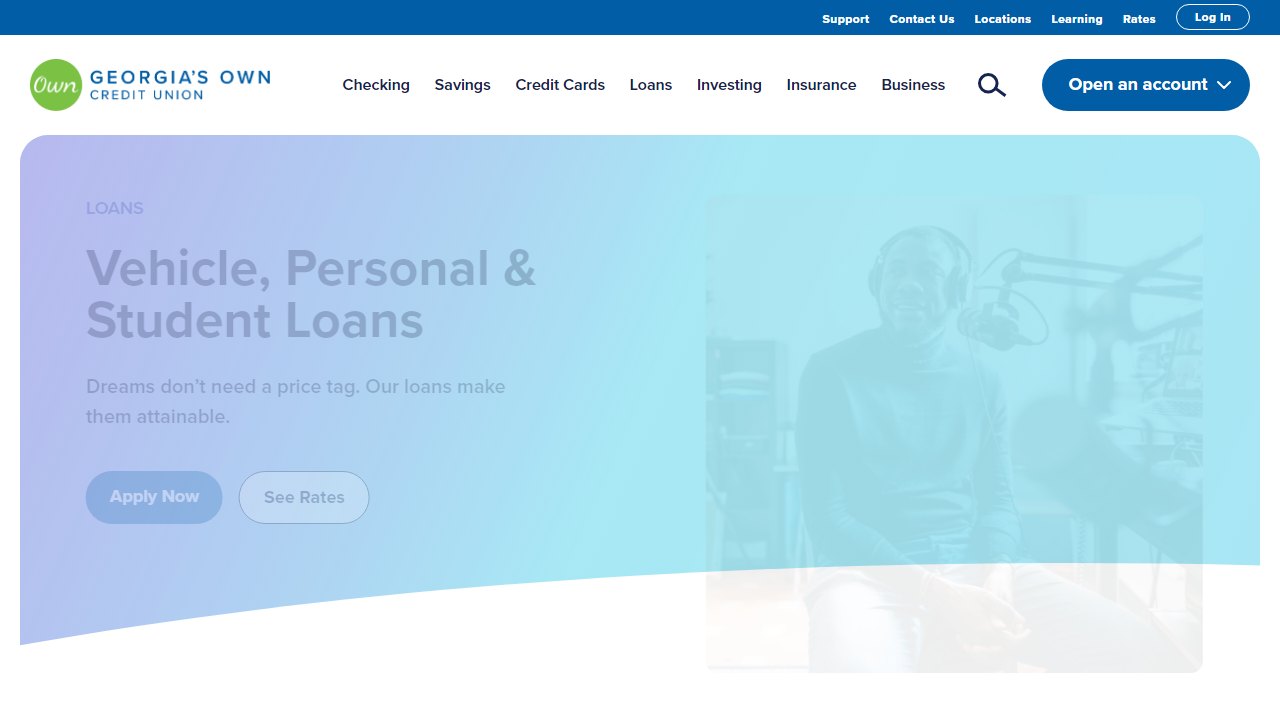 Support Contact Us Locations Learning Rates Log In
Own GEORGIA'S OWN
CREDIT UNION
Checking Savings Credit Cards Loans Investing Insurance Business Open an account
LOANS
Vehicle, Personal &
Student Loans
Dreams don’t need a price tag. Our loans make
them attainable.
Apply Now See Rates